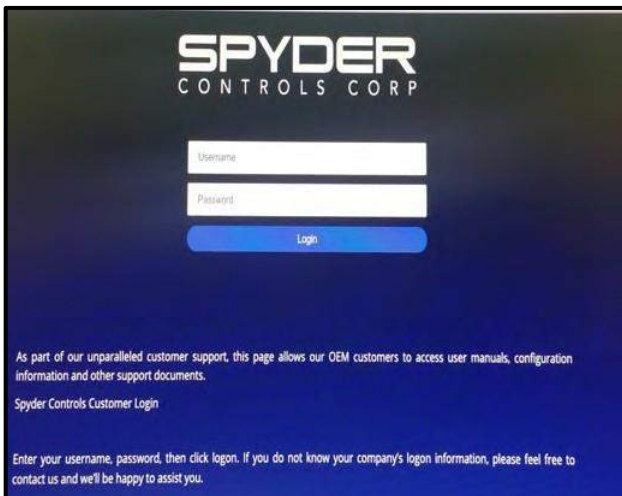 SPYDER
CONTROLS CORP
Username
Password
Login
As part of our unparalleled customer support, this page allows our OEM customers to access user manuals, configuration
information and other support documents.
Spyder Controls Customer Login
Enter your username, password, then click logon. If you do not know your company's logon information, please feel free to
contact us and we'll be happy to assist you.